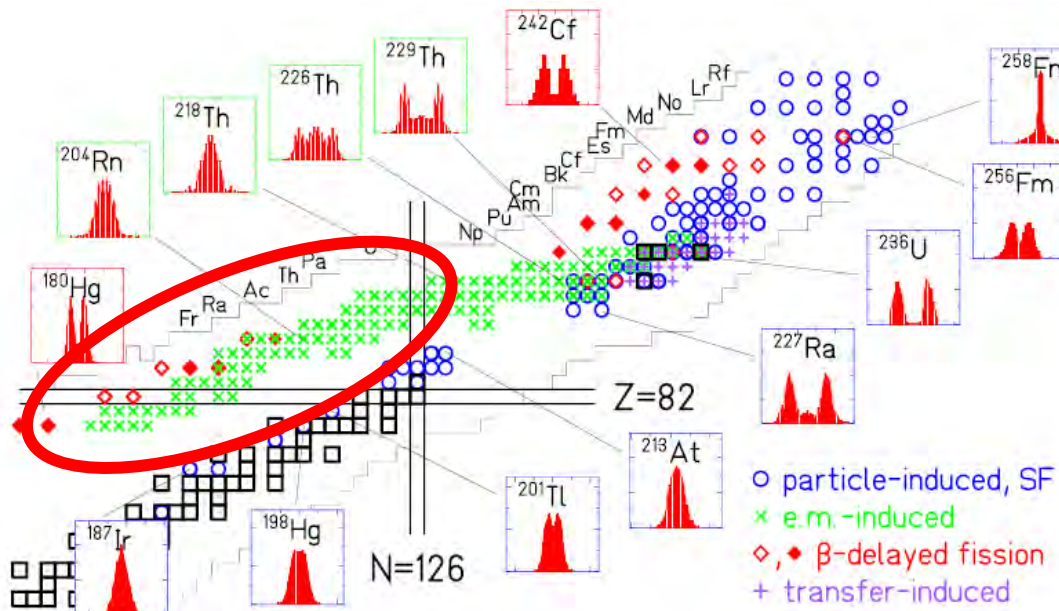 242Cf
229Th
226Th
218Th
204Rn
180Hg
258Fm
256Fm
236U
227Ra
213At
201Tl
198Hg
187Ir
Rf
Lr
No
Md
Fm
Es
Cf
Bk
Cm
Am
Pu
Np
U
Pa
Th
Ac
Ra
Fr
Z=82
N=126
particle-induced, SF
e.m.-induced
, β-delayed fission
transfer-induced